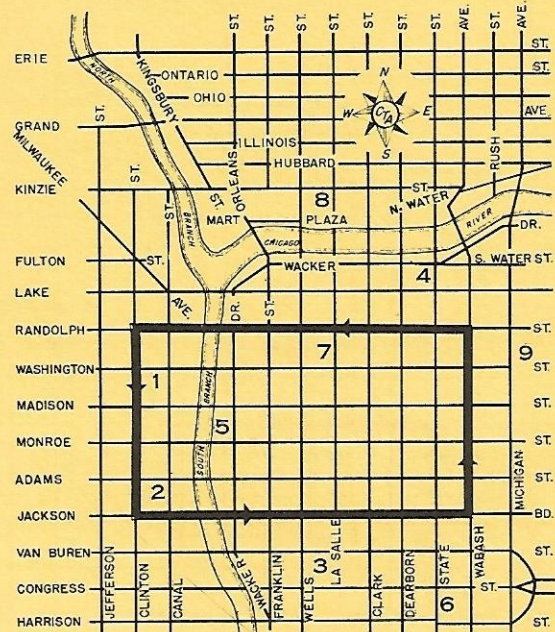 ST.
ST.
ST.
ST.
ST.
ST.
AVE.
AVE.
ERIE
ST.
NORTH
KINGSBURY
ONTARIO
ST.
N
OHIO
W
CTA
E
S
ST.
GRAND
AVE.
MILWAUKEE
ST.
ILLINOIS
ORLEANS
HUBBARD
RUSH
KINZIE
ST.
ST.
BRANCH
ST.
8
ST.
MART
PLAZA
N. WATER
RIVER
CHICAGO
DR.
FULTON
ST.
WACKER
4
S. WATER ST.
LAKE
AVE.
DR.
ST.
RANDOLPH
7
9
ST.
WASHINGTON
1
ST.
MADISON
BRANCH
ST.
5
MONROE
ST.
SOUTH
ADAMS
ST.
2
MICHIGAN
JACKSON
BD.
VAN BUREN
ST.
JEFFERSON
CLINTON
CANAL
WACKER
FRANKLIN
WELLS
3
LA SALLE
CLARK
DEARBORN
STATE
WABASH
CONGRESS
ST.
6
HARRISON
ST.